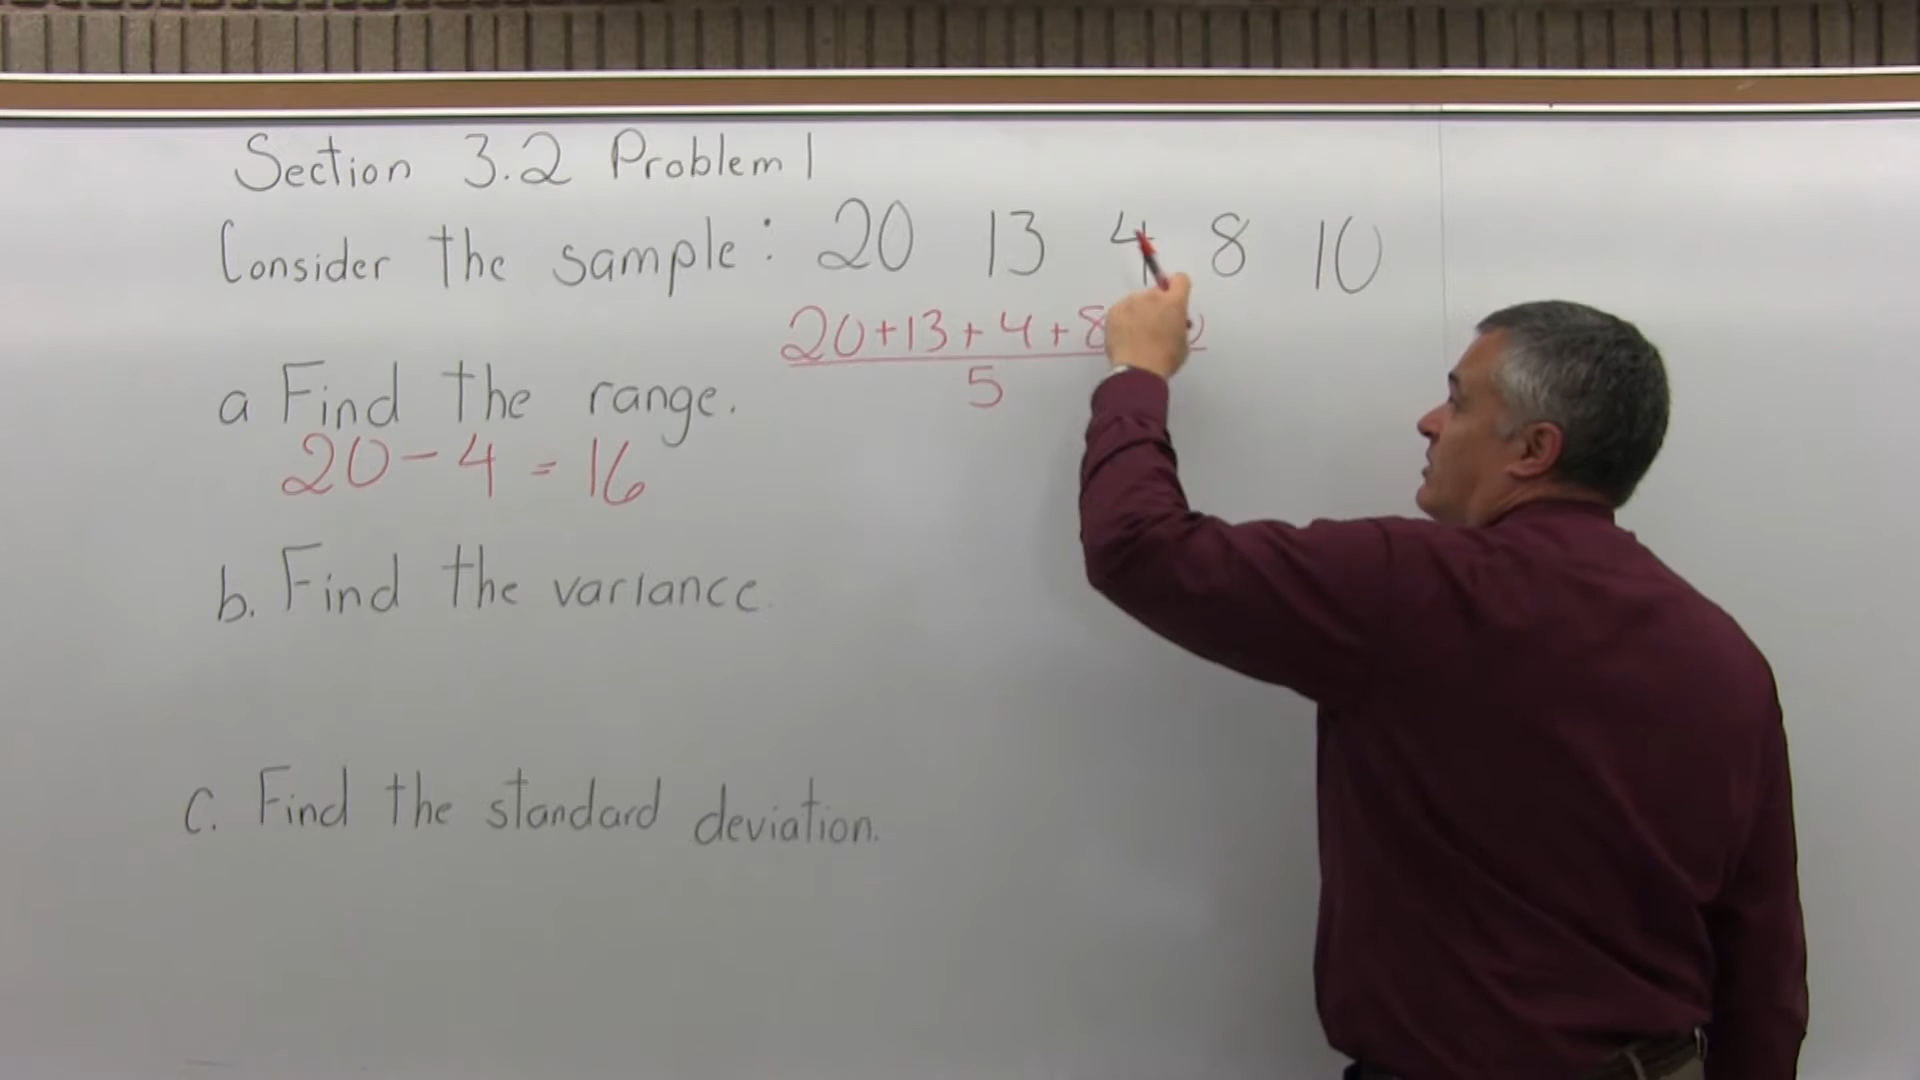 Section 3.2 Problem 1
Consider the sample: 20 13 4 8 10
20+13+4+8
5
a Find the range.
20-4=16
b. Find the variance.
c. Find the standard deviation.